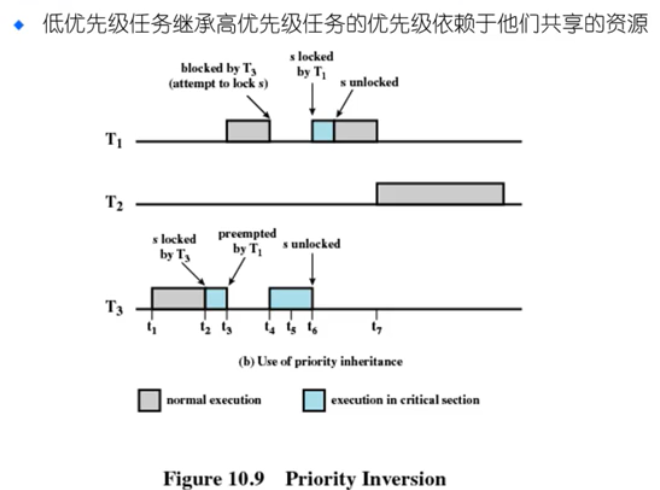 低优先级任务继承高优先级任务的优先级依赖于他们共享的资源
blocked by T3
(attempt to lock s)
s locked
by T1
s unlocked
T1
T2
s locked
by T3
preempted
by T1
s unlocked
T3
t1 t2 t3 t4 t5 t6 t7
(b) Use of priority inheritance
normal execution
execution in critical section
Figure 10.9 Priority Inversion